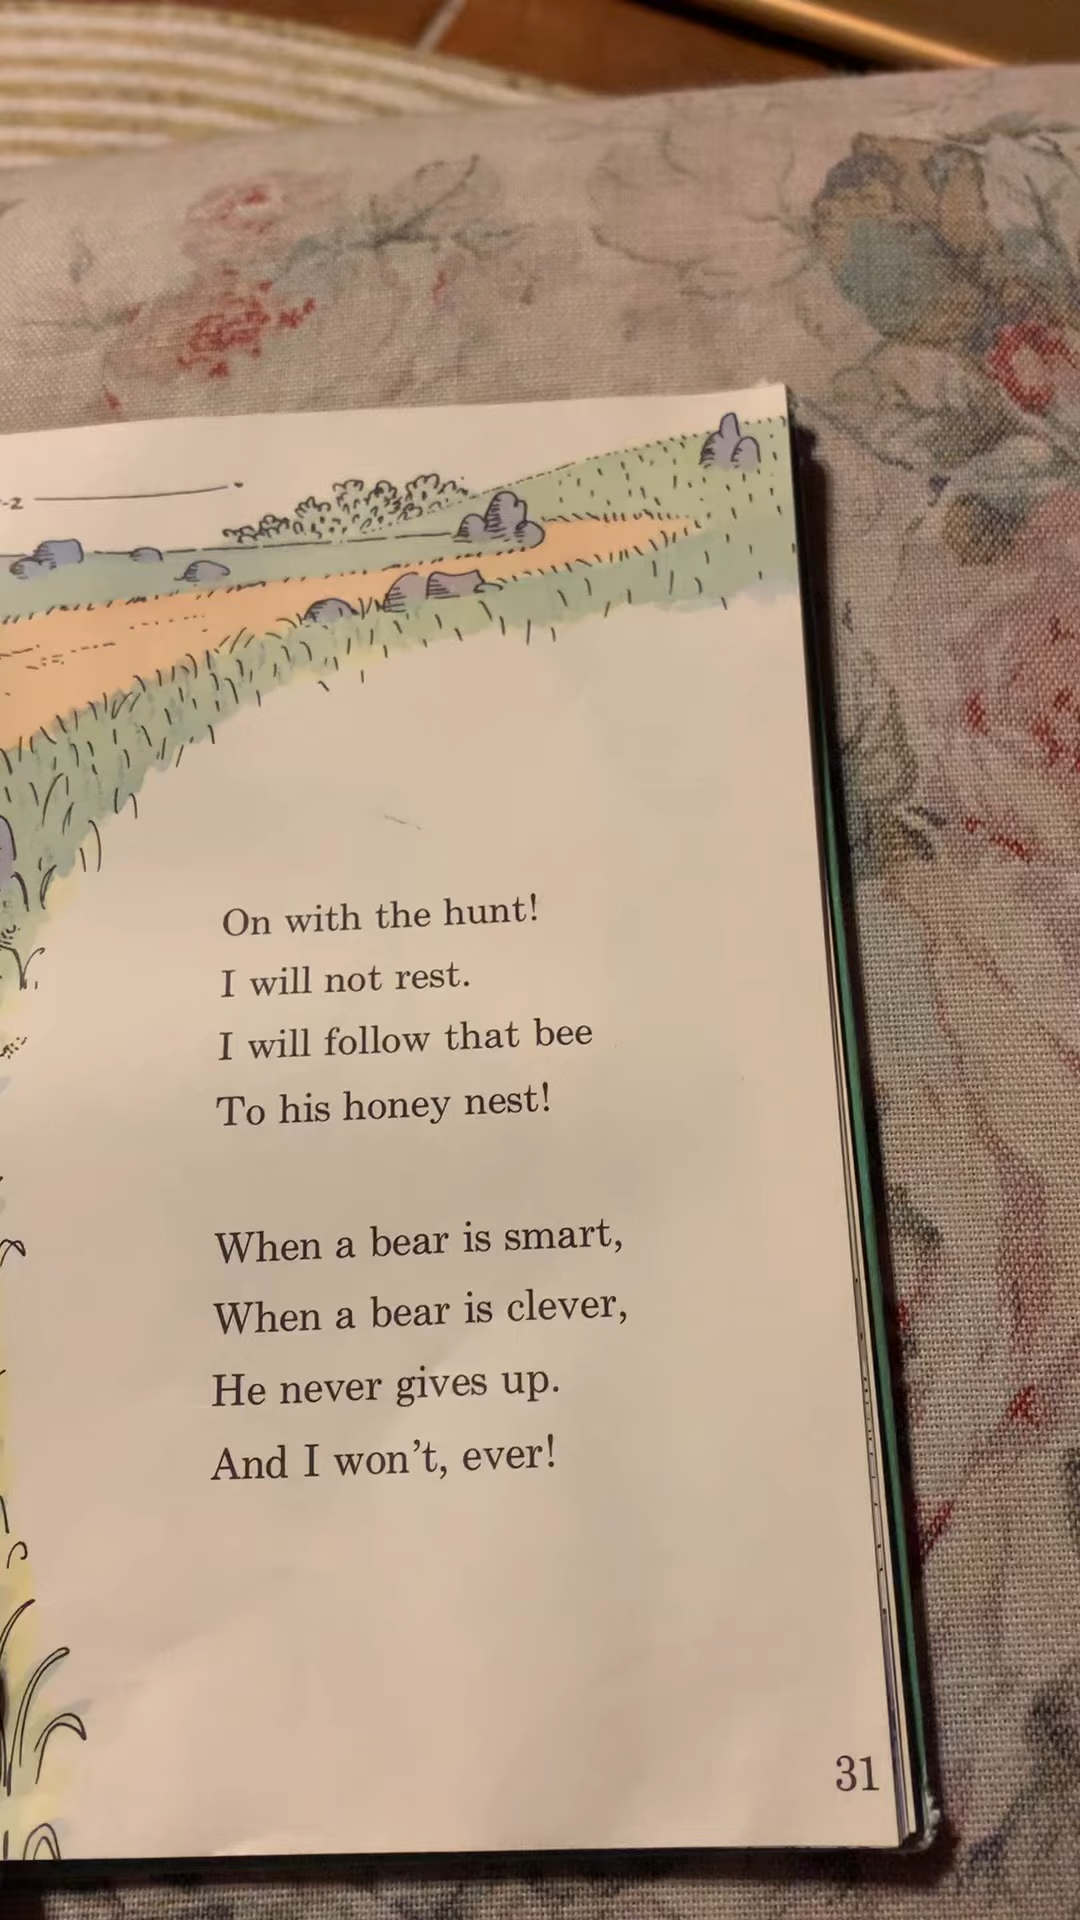 On with the hunt!
I will not rest.
I will follow that bee
To his honey nest!
When a bear is smart,
When a bear is clever,
He never gives up.
And I won't, ever!
31